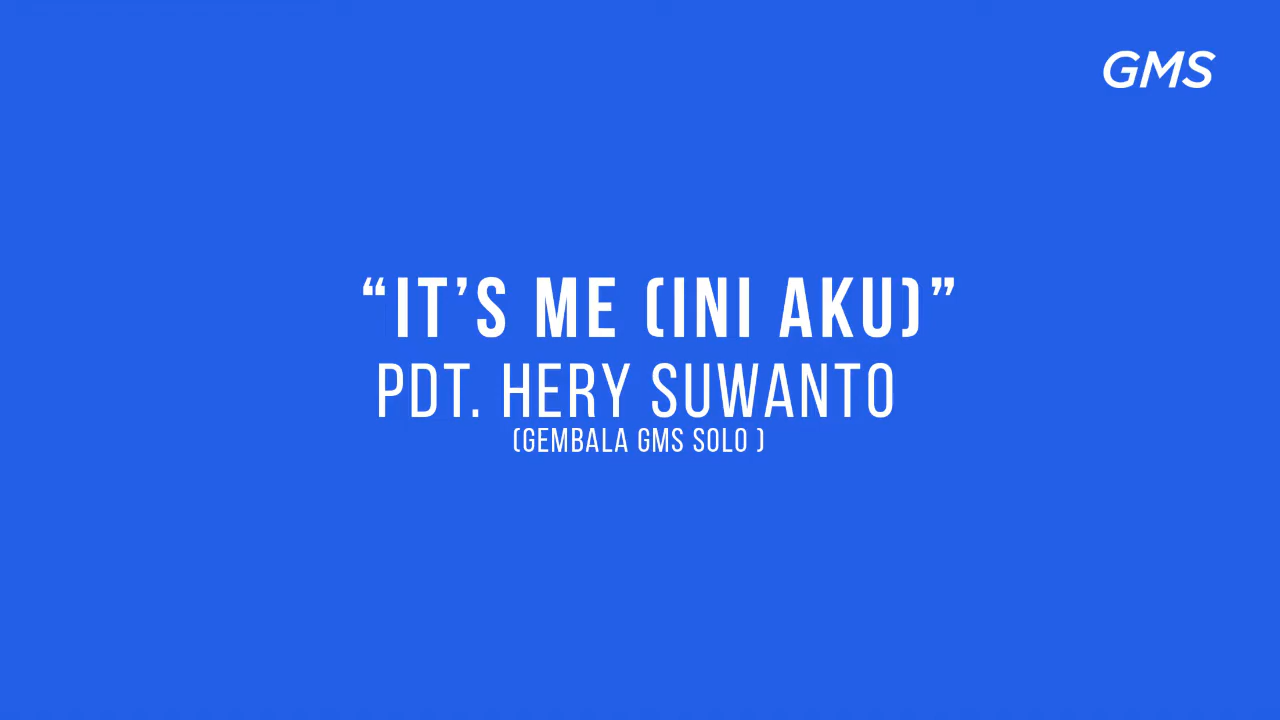 GMS
“IT’S ME (INI AKU)”
PDT. HERY SUWANTO
(GEMBALA GMS SOLO )